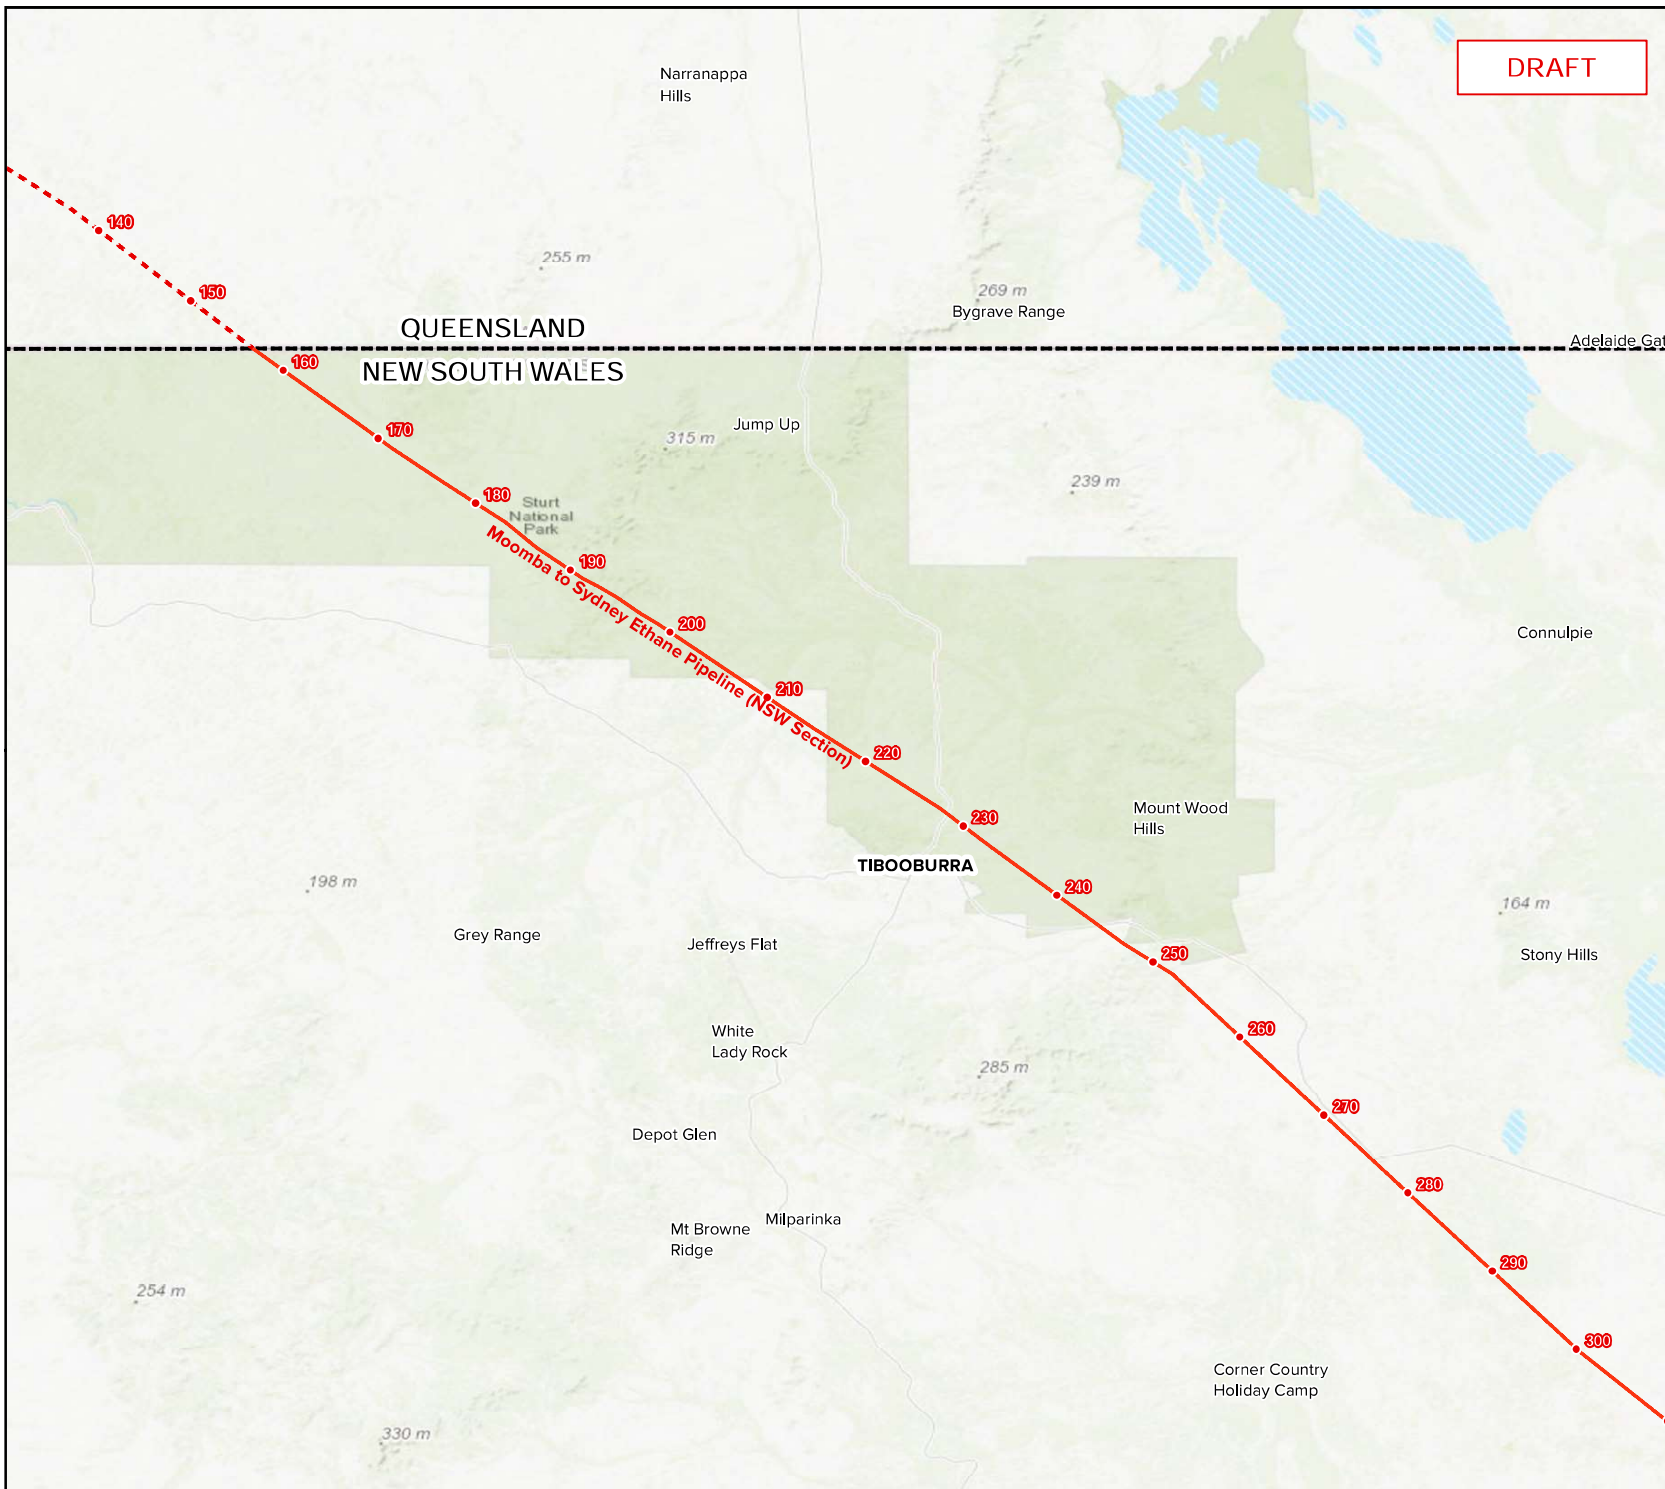 DRAFT
Narranappa
Hills
140
255 m
150
269 m
Bygrave Range
QUEENSLAND
Adelaide Gat
NEW SOUTH WALES
160
Jump Up
170
315 m
239 m
180
Sturt
National
Park
190
Moomba to Sydney Ethane Pipeline (NSW Section)
200
Connulpie
210
220
Mount Wood
Hills
230
TIBOOBURRA
198 m
240
164 m
Grey Range
Jeffreys Flat
250
Stony Hills
White
Lady Rock
260
285 m
270
Depot Glen
280
Mt Browne
Ridge
Milparinka
290
254 m
300
Corner Country
Holiday Camp
330 m